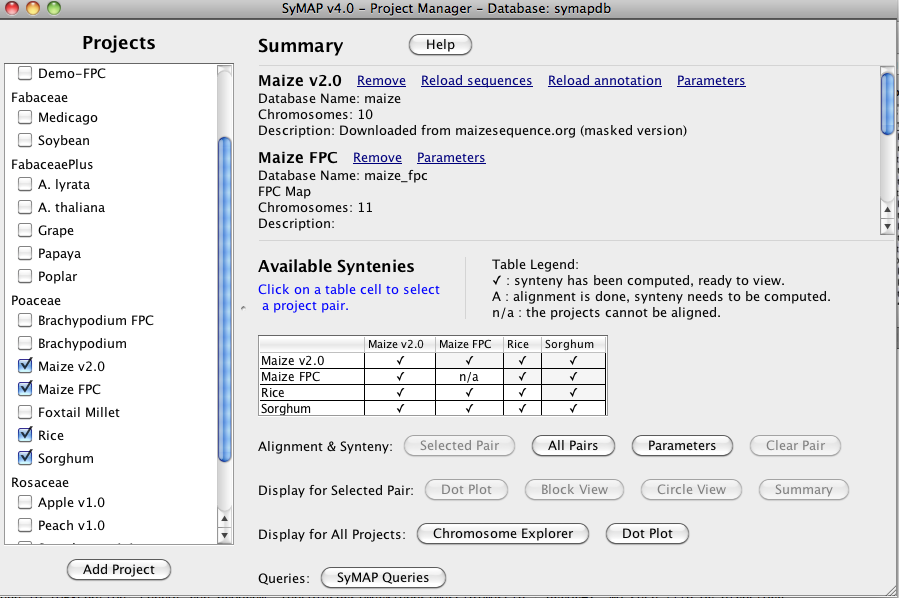 SyMAP v4.0 – Project Manager – Database: symapdb
Projects
Demo-FPC
Fabaceae
Medicago
Soybean
FabaceaePlus
A. lyrata
A. thaliana
Grape
Papaya
Poplar
Poaceae
Brachypodium FPC
Brachypodium
Maize v2.0
Maize FPC
Foxtail Millet
Rice
Sorghum
Rosaceae
Apple v1.0
Peach v1.0
Add Project
Summary Help
Maize v2.0 Remove Reload sequences Reload annotation Parameters
Database Name: maize
Chromosomes: 10
Description: Downloaded from maizesequence.org (masked version)
Maize FPC Remove Parameters
Database Name: maize_fpc
FPC Map
Chromosomes: 11
Description:
Available Syntenies
Click on a table cell to select
a project pair.
Table Legend:
✓ : synteny has been computed, ready to view.
A : alignment is done, synteny needs to be computed.
n/a : the projects cannot be aligned.
Maize v2.0 Maize FPC Rice Sorghum
Maize v2.0 ✓ ✓ ✓ ✓
Maize FPC ✓ n/a ✓ ✓
Rice ✓ ✓ ✓ ✓
Sorghum ✓ ✓ ✓ ✓
Alignment & Synteny: Selected Pair All Pairs Parameters Clear Pair
Display for Selected Pair: Dot Plot Block View Circle View Summary
Display for All Projects: Chromosome Explorer Dot Plot
Queries: SyMAP Queries